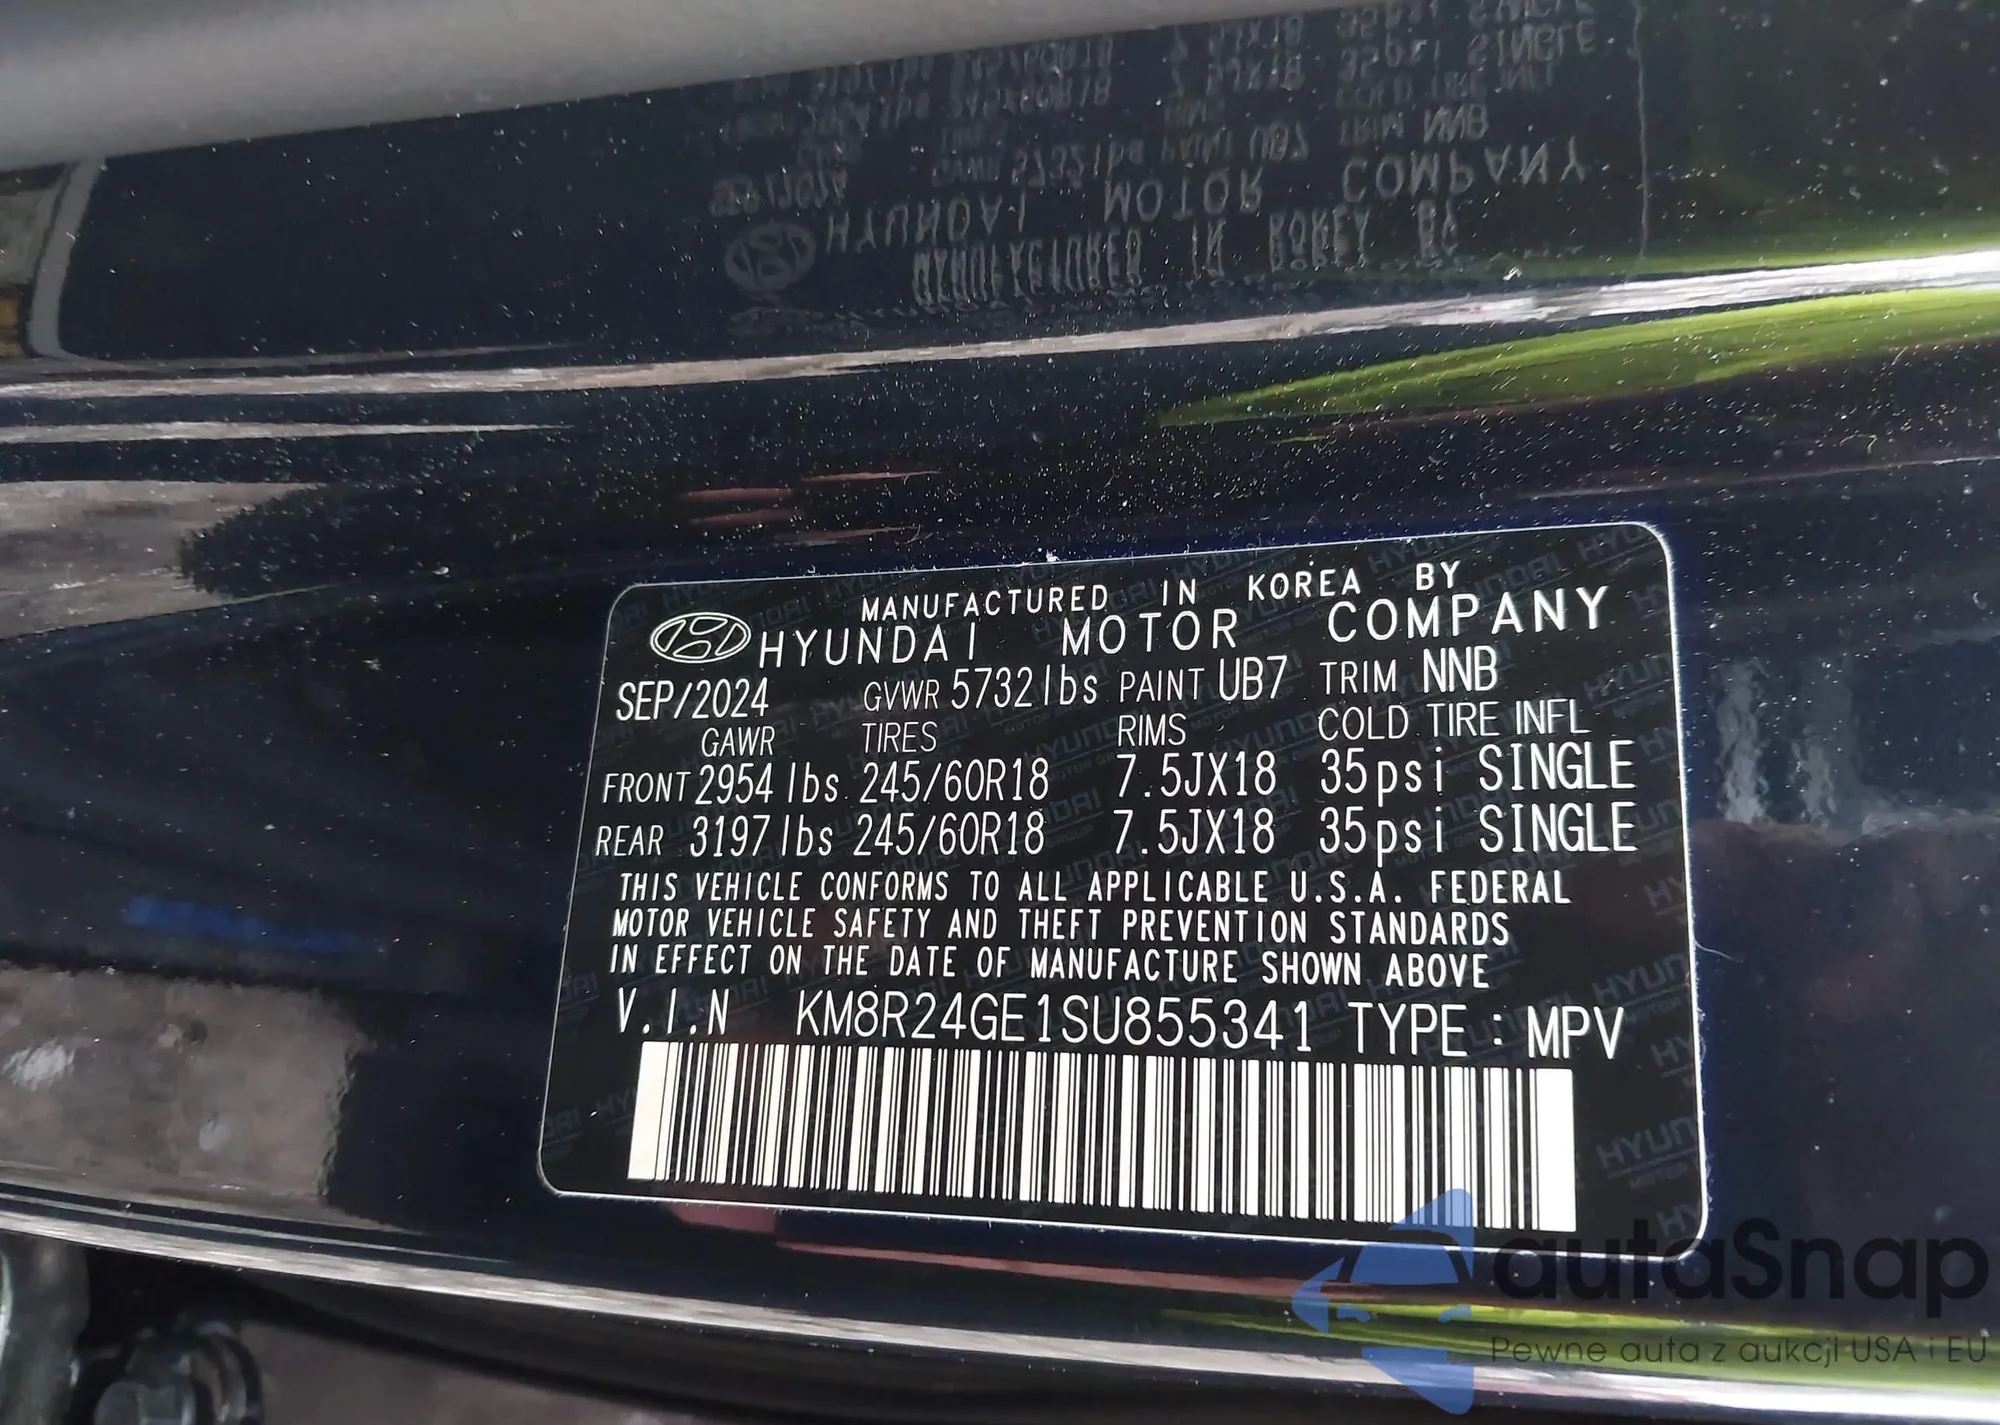 MANUFACTURED IN KOREA BY
HYUNDAI MOTOR COMPANY
SEP/2024 GVWR 5732lbs PAINT UB7 TRIM NNB
GAWR TIRES RIMS COLD TIRE INFL
FRONT 2954lbs 245/60R18 7.5JX18 35psi SINGLE
REAR 3197lbs 245/60R18 7.5JX18 35psi SINGLE
THIS VEHICLE CONFORMS TO ALL APPLICABLE U.S.A. FEDERAL
MOTOR VEHICLE SAFETY AND THEFT PREVENTION STANDARDS
IN EFFECT ON THE DATE OF MANUFACTURE SHOWN ABOVE
V.I.N KM8R24GE1SU855341 TYPE : MPV
autaSnap
Pewne auta z aukcji USA i EU